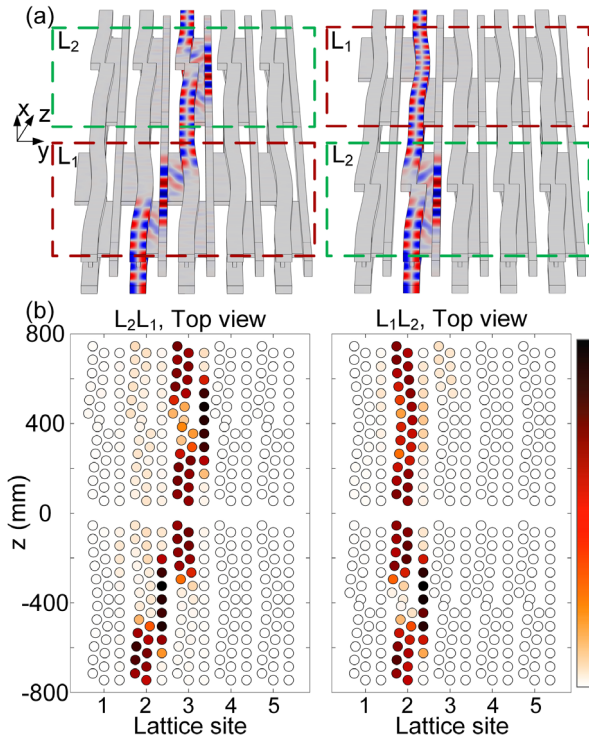 (a)
L₂
L₁
x
z
y
L₁
L₂
(b)
L₂L₁, Top view
L₁L₂, Top view
800
400
0
-400
-800
z (mm)
1 2 3 4 5
1 2 3 4 5
Lattice site
Lattice site